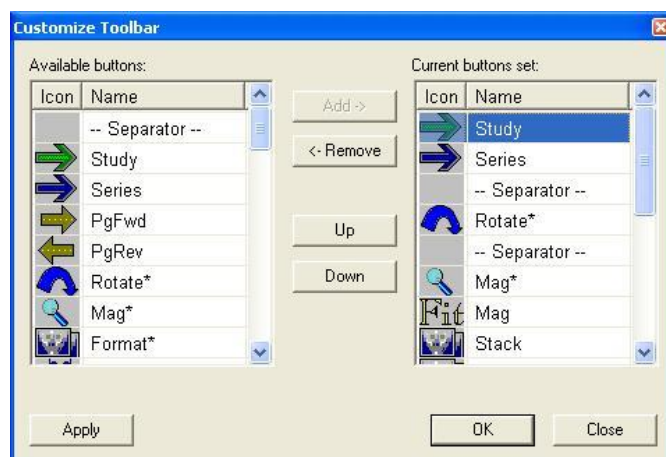 Customize Toolbar
Available buttons:
Icon Name
-- Separator --
Study
Series
PgFwd
PgRev
Rotate*
Mag*
Format*
Add ->
<- Remove
Up
Down
Current buttons set:
Icon Name
Study
Series
-- Separator --
Rotate*
-- Separator --
Mag*
Fit Mag
Stack
Apply
OK
Close